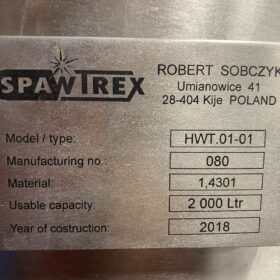 SPAWTREX
ROBERT SOBCZYK
Umianowice 41
28-404 Kije POLAND
Model / type: HWT.01-01
Manufacturing no.: 080
Material: 1,4301
Usable capacity: 2 000 Ltr
Year of costruction: 2018